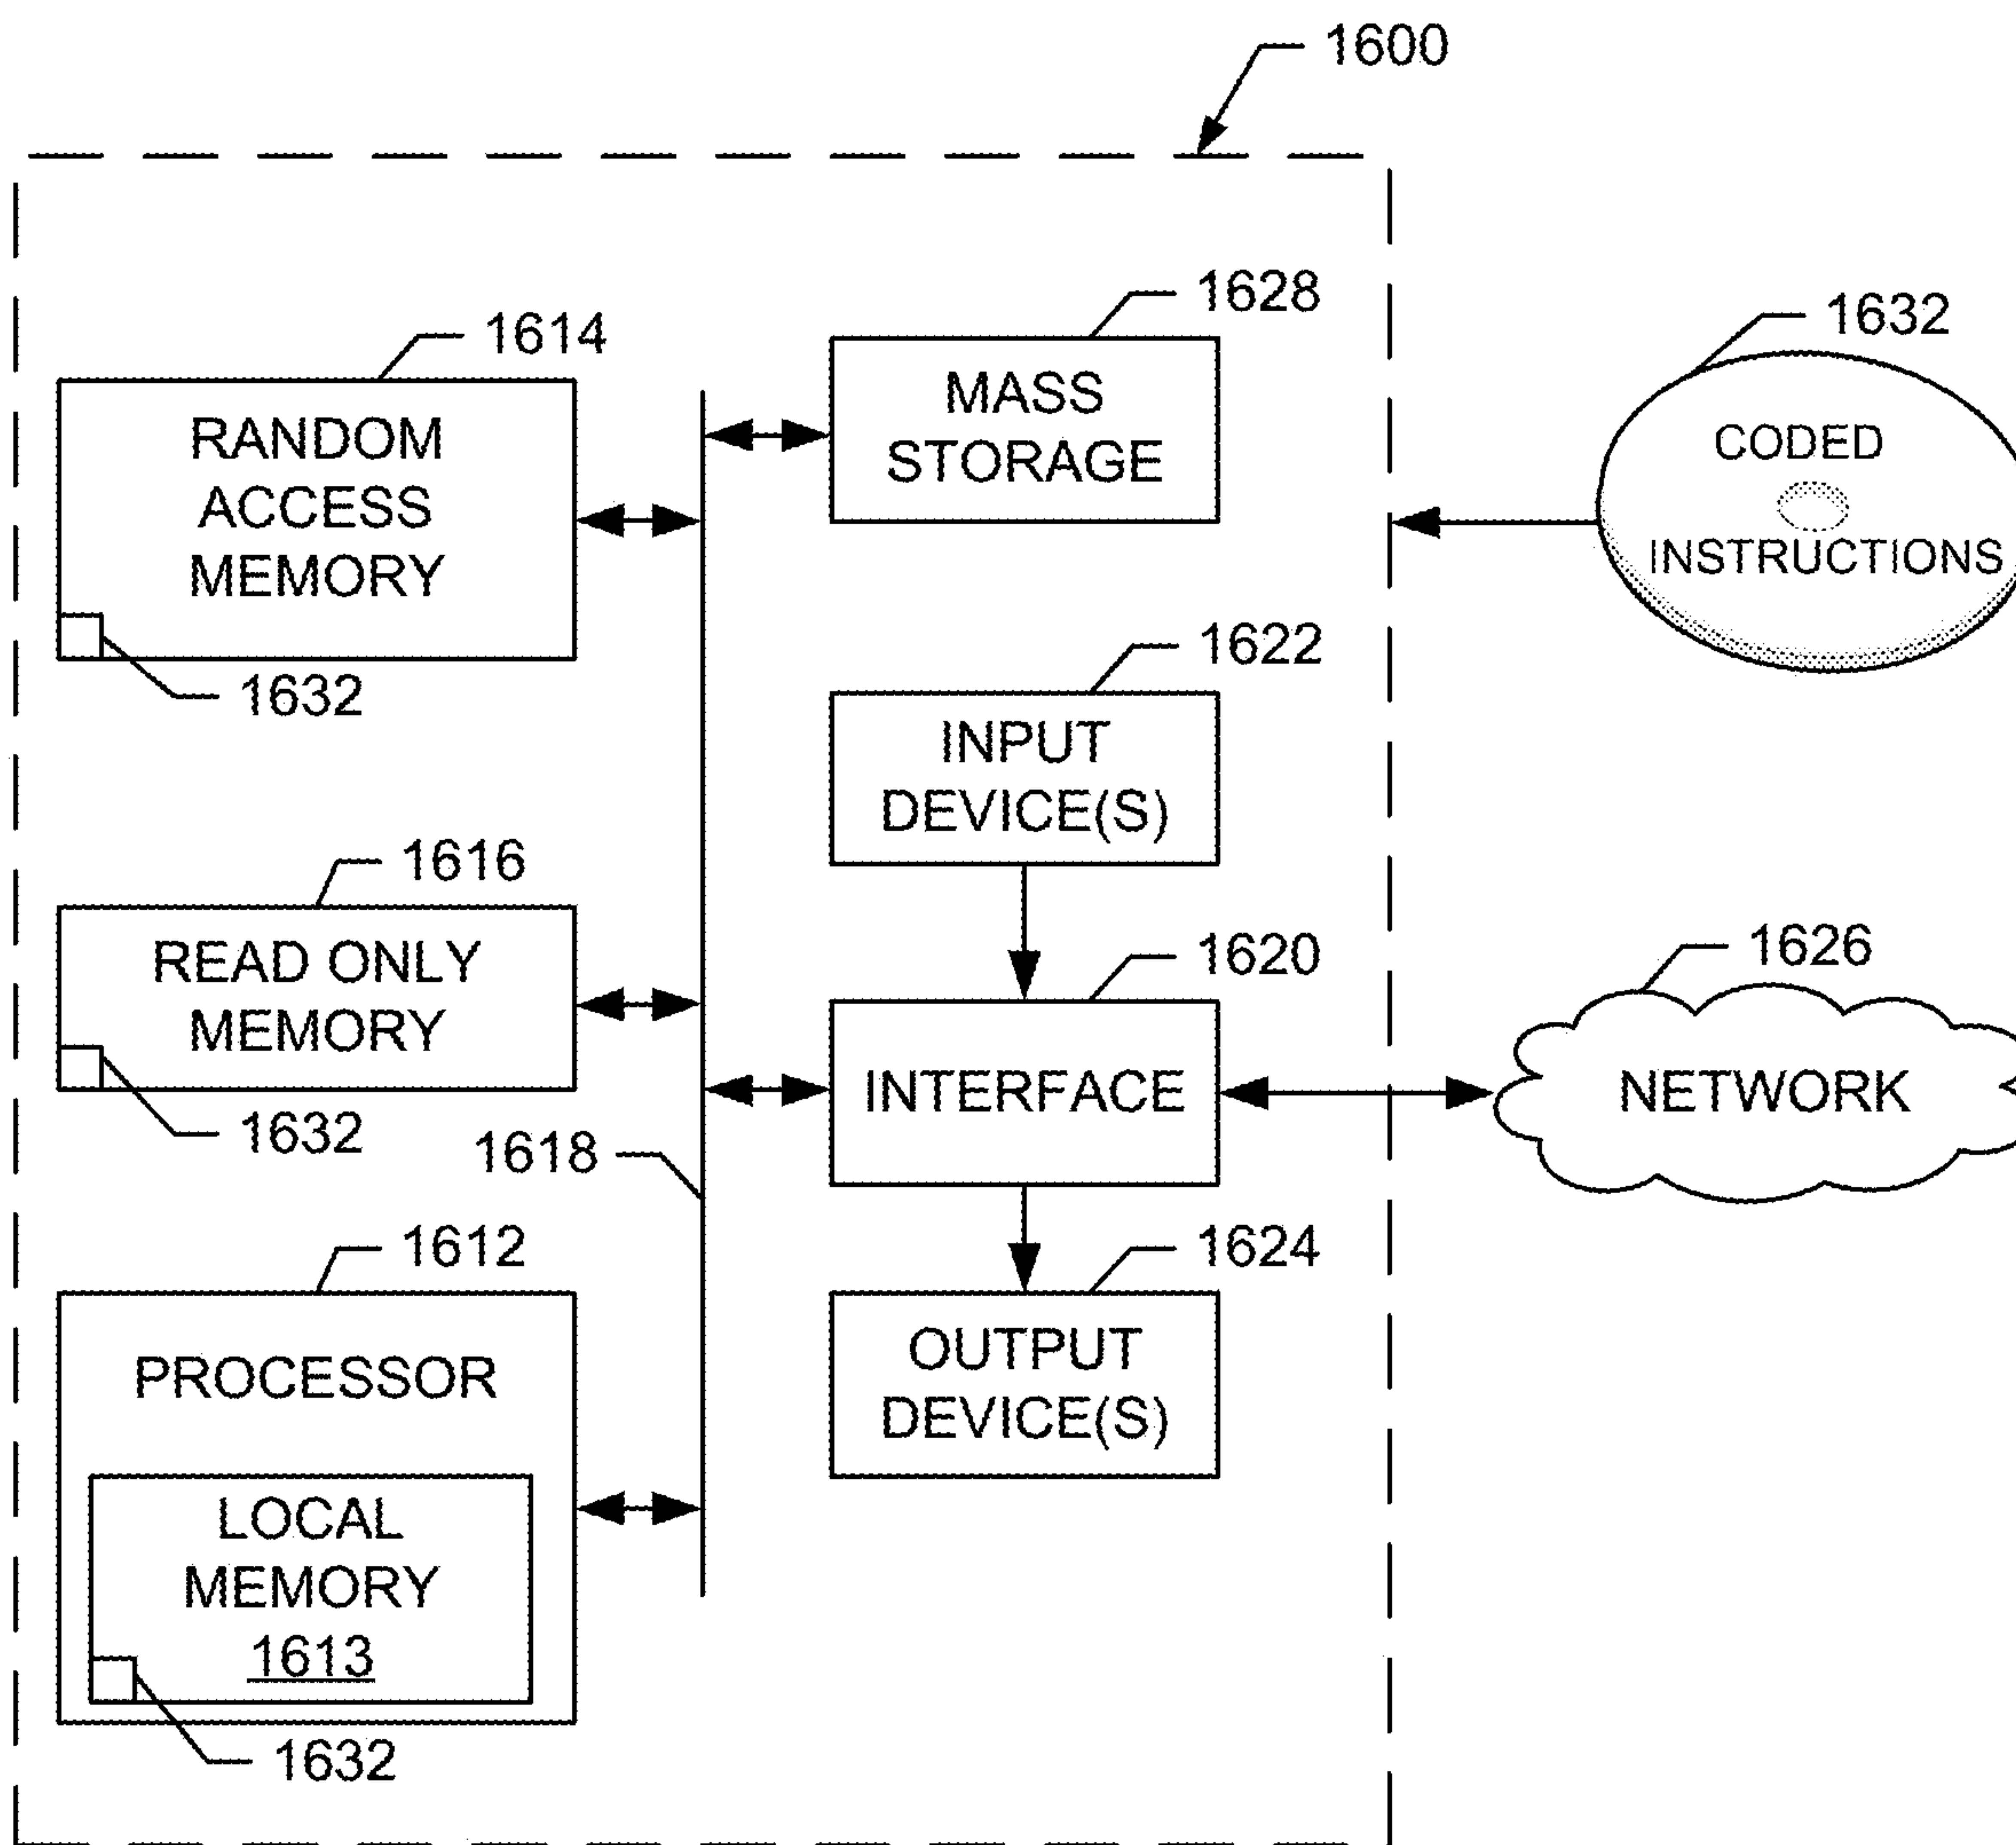 1600
1614
RANDOM
ACCESS
MEMORY
1632
1628
MASS
STORAGE
1632
CODED
INSTRUCTIONS
1622
INPUT
DEVICE(S)
1616
READ ONLY
MEMORY
1632
1618
1620
INTERFACE
1626
NETWORK
1612
PROCESSOR
LOCAL
MEMORY
1613
1632
1624
OUTPUT
DEVICE(S)